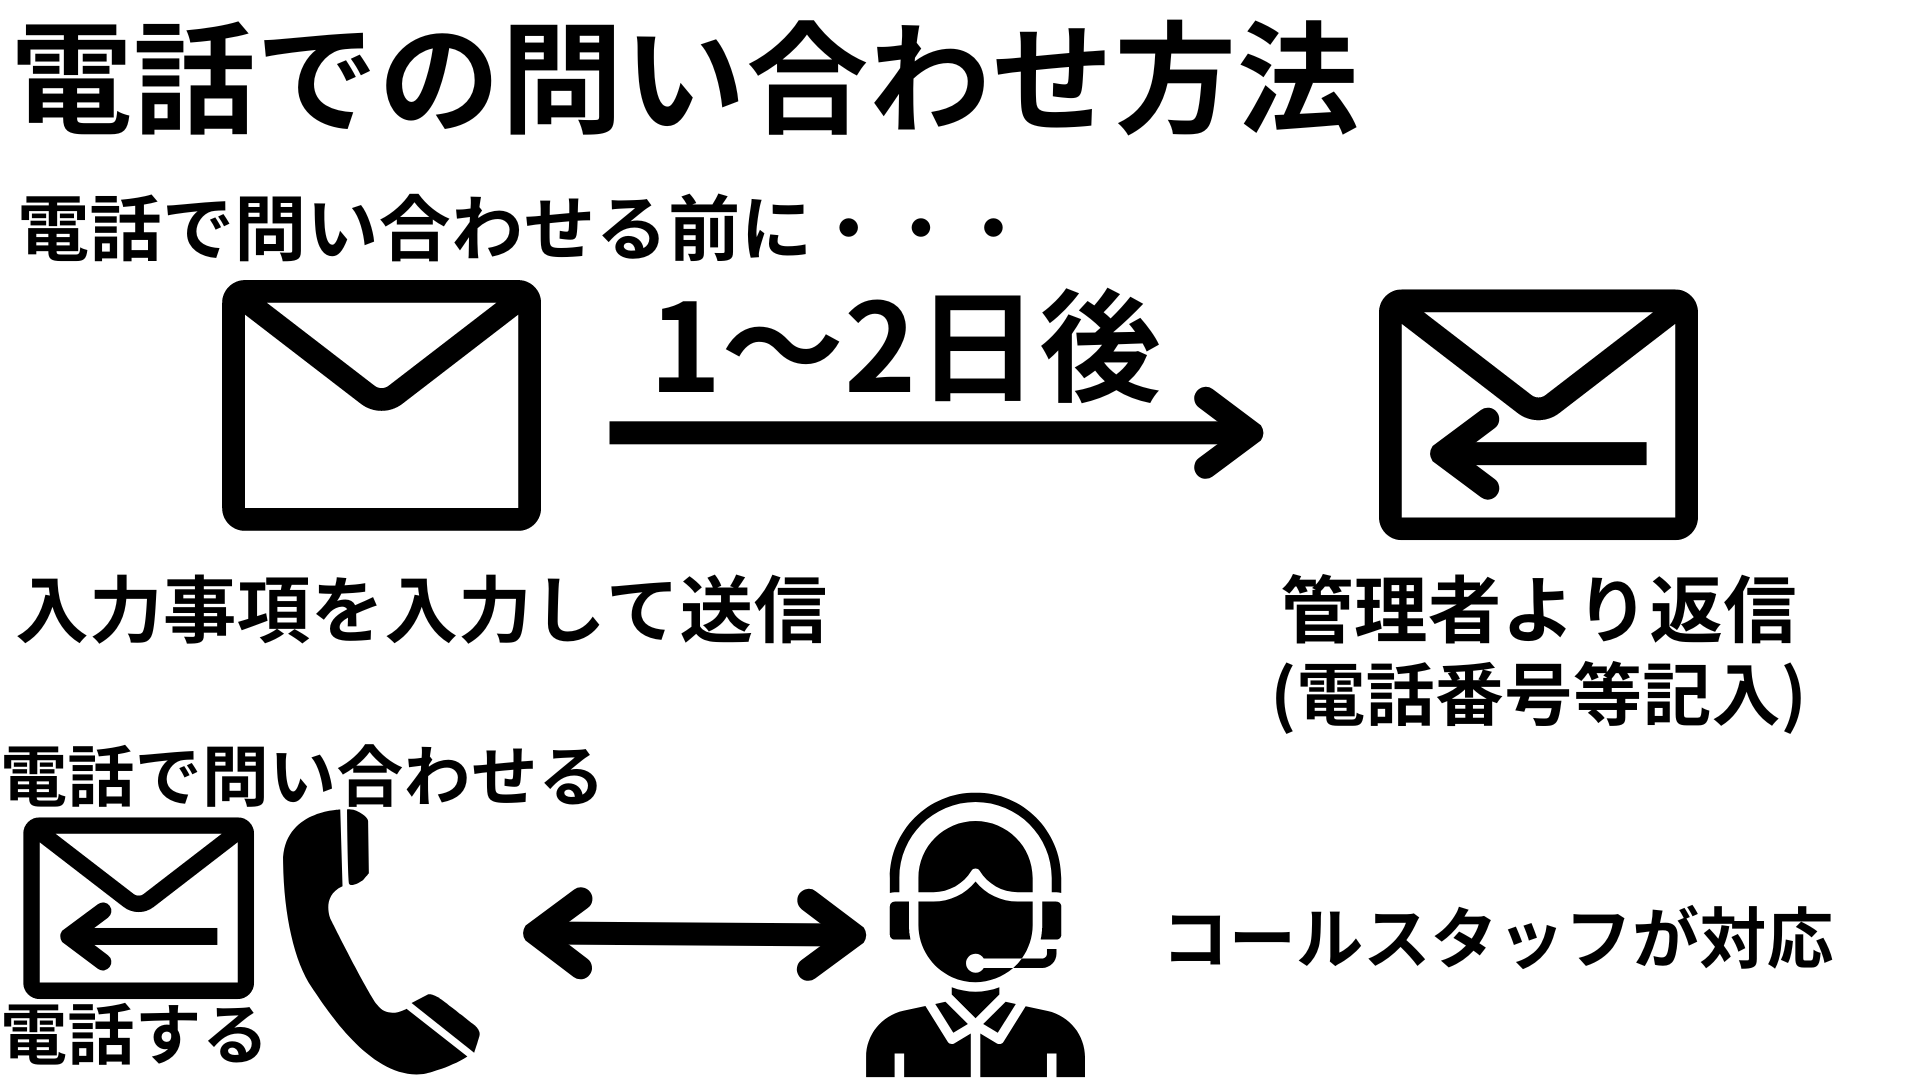 電話での問い合わせ方法
電話で問い合わせる前に・・・
1～2日後
入力事項を入力して送信
管理者より返信
(電話番号等記入)
電話で問い合わせる
電話する
コールスタッフが対応